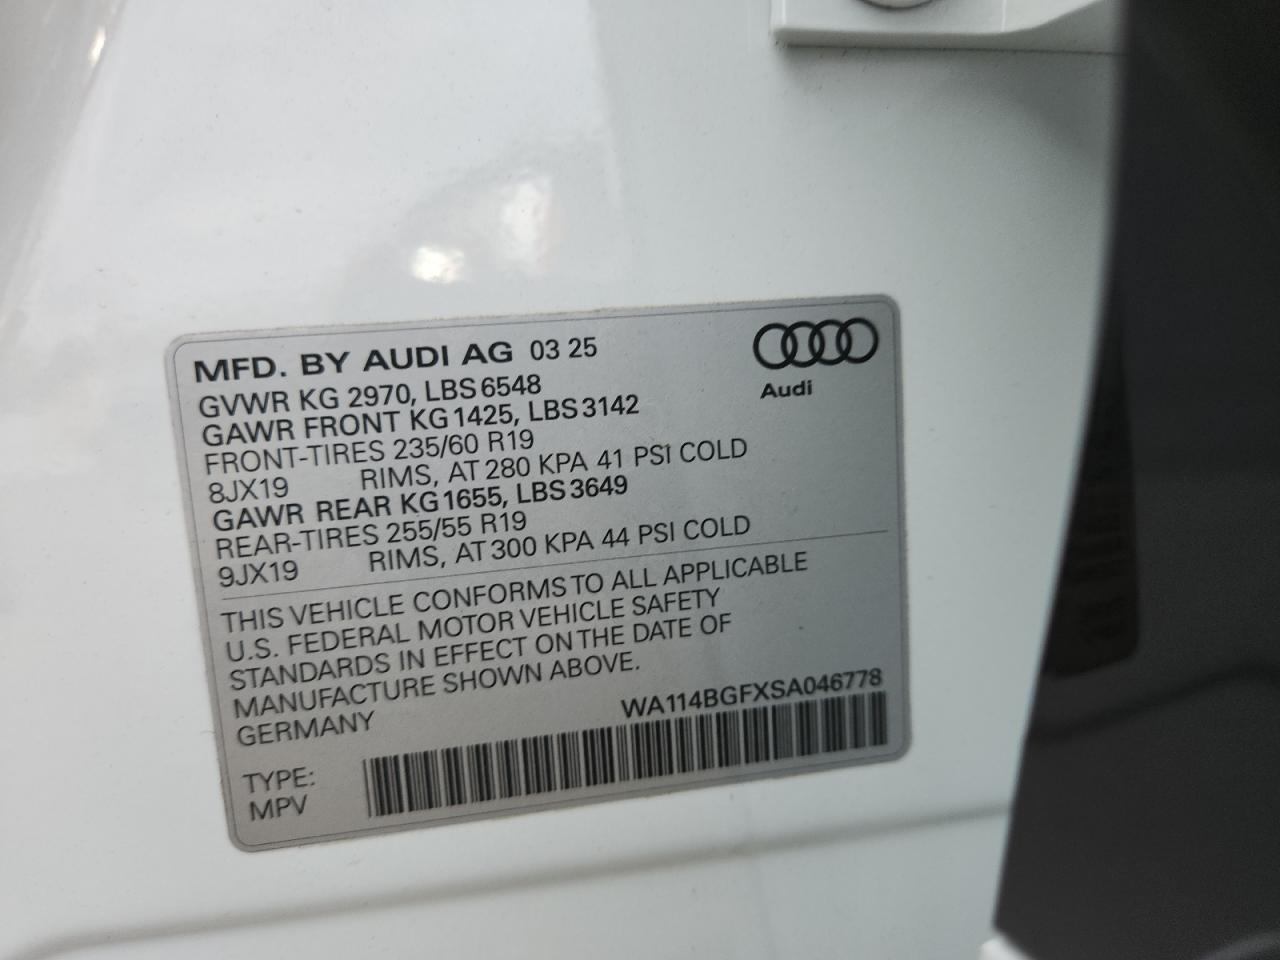 MFD. BY AUDI AG 03 25
Audi
GVWR KG 2970, LBS 6548
GAWR FRONT KG 1425, LBS 3142
FRONT-TIRES 235/60 R19
8JX19 RIMS, AT 280 KPA 41 PSI COLD
GAWR REAR KG 1655, LBS 3649
REAR-TIRES 255/55 R19
9JX19 RIMS, AT 300 KPA 44 PSI COLD
THIS VEHICLE CONFORMS TO ALL APPLICABLE
U.S. FEDERAL MOTOR VEHICLE SAFETY
STANDARDS IN EFFECT ON THE DATE OF
MANUFACTURE SHOWN ABOVE.
GERMANY
WA114BGFXSA046778
TYPE:
MPV